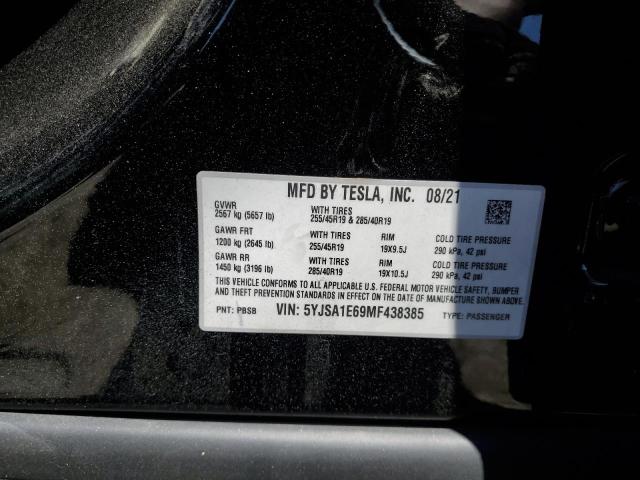 MFD BY TESLA, INC. 08/21
GVWR
2567 kg (5657 lb) WITH TIRES
255/45R19 & 285/40R19
GAWR FRT
1200 kg (2645 lb) WITH TIRES
255/45R19 RIM
19X9.5J COLD TIRE PRESSURE
290 kPa, 42 psi
GAWR RR
1450 kg (3196 lb) WITH TIRES
285/40R19 RIM
19X10.5J COLD TIRE PRESSURE
290 kPa, 42 psi
THIS VEHICLE CONFORMS TO ALL APPLICABLE U.S. FEDERAL MOTOR VEHICLE SAFETY, BUMPER,
AND THEFT PREVENTION STANDARDS IN EFFECT ON THE DATE OF MANUFACTURE SHOWN ABOVE.
PNT: PBSB VIN: 5YJSA1E69MF438385 TYPE: PASSENGER